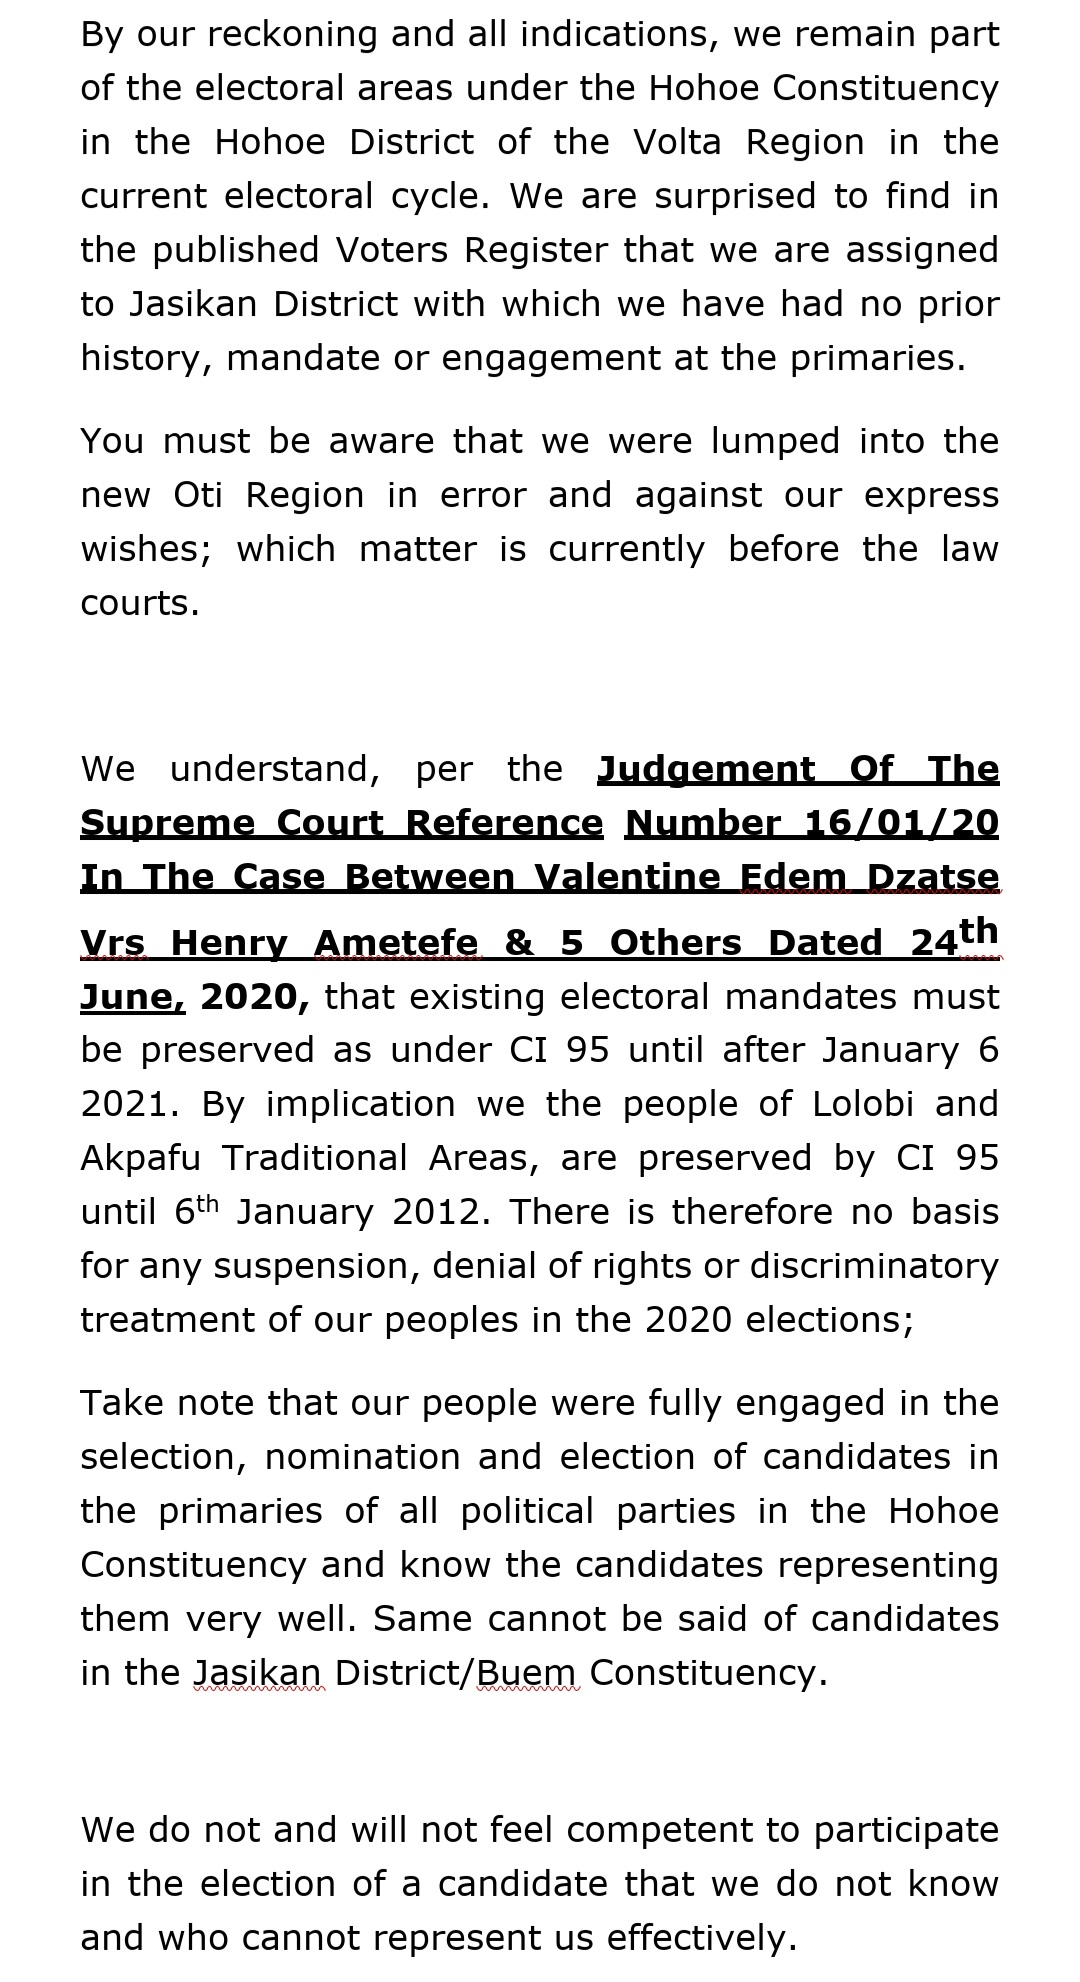 By our reckoning and all indications, we remain part
of the electoral areas under the Hohoe Constituency
in the Hohoe District of the Volta Region in the
current electoral cycle. We are surprised to find in
the published Voters Register that we are assigned
to Jasikan District with which we have had no prior
history, mandate or engagement at the primaries.
You must be aware that we were lumped into the
new Oti Region in error and against our express
wishes; which matter is currently before the law
courts.
We understand, per the Judgement Of The
Supreme Court Reference Number 16/01/20
In The Case Between Valentine Edem Dzatse
Vrs Henry Ametefe & 5 Others Dated 24th
June, 2020, that existing electoral mandates must
be preserved as under CI 95 until after January 6
2021. By implication we the people of Lolobi and
Akpafu Traditional Areas, are preserved by CI 95
until 6th January 2012. There is therefore no basis
for any suspension, denial of rights or discriminatory
treatment of our peoples in the 2020 elections;
Take note that our people were fully engaged in the
selection, nomination and election of candidates in
the primaries of all political parties in the Hohoe
Constituency and know the candidates representing
them very well. Same cannot be said of candidates
in the Jasikan District/Buem Constituency.
We do not and will not feel competent to participate
in the election of a candidate that we do not know
and who cannot represent us effectively.